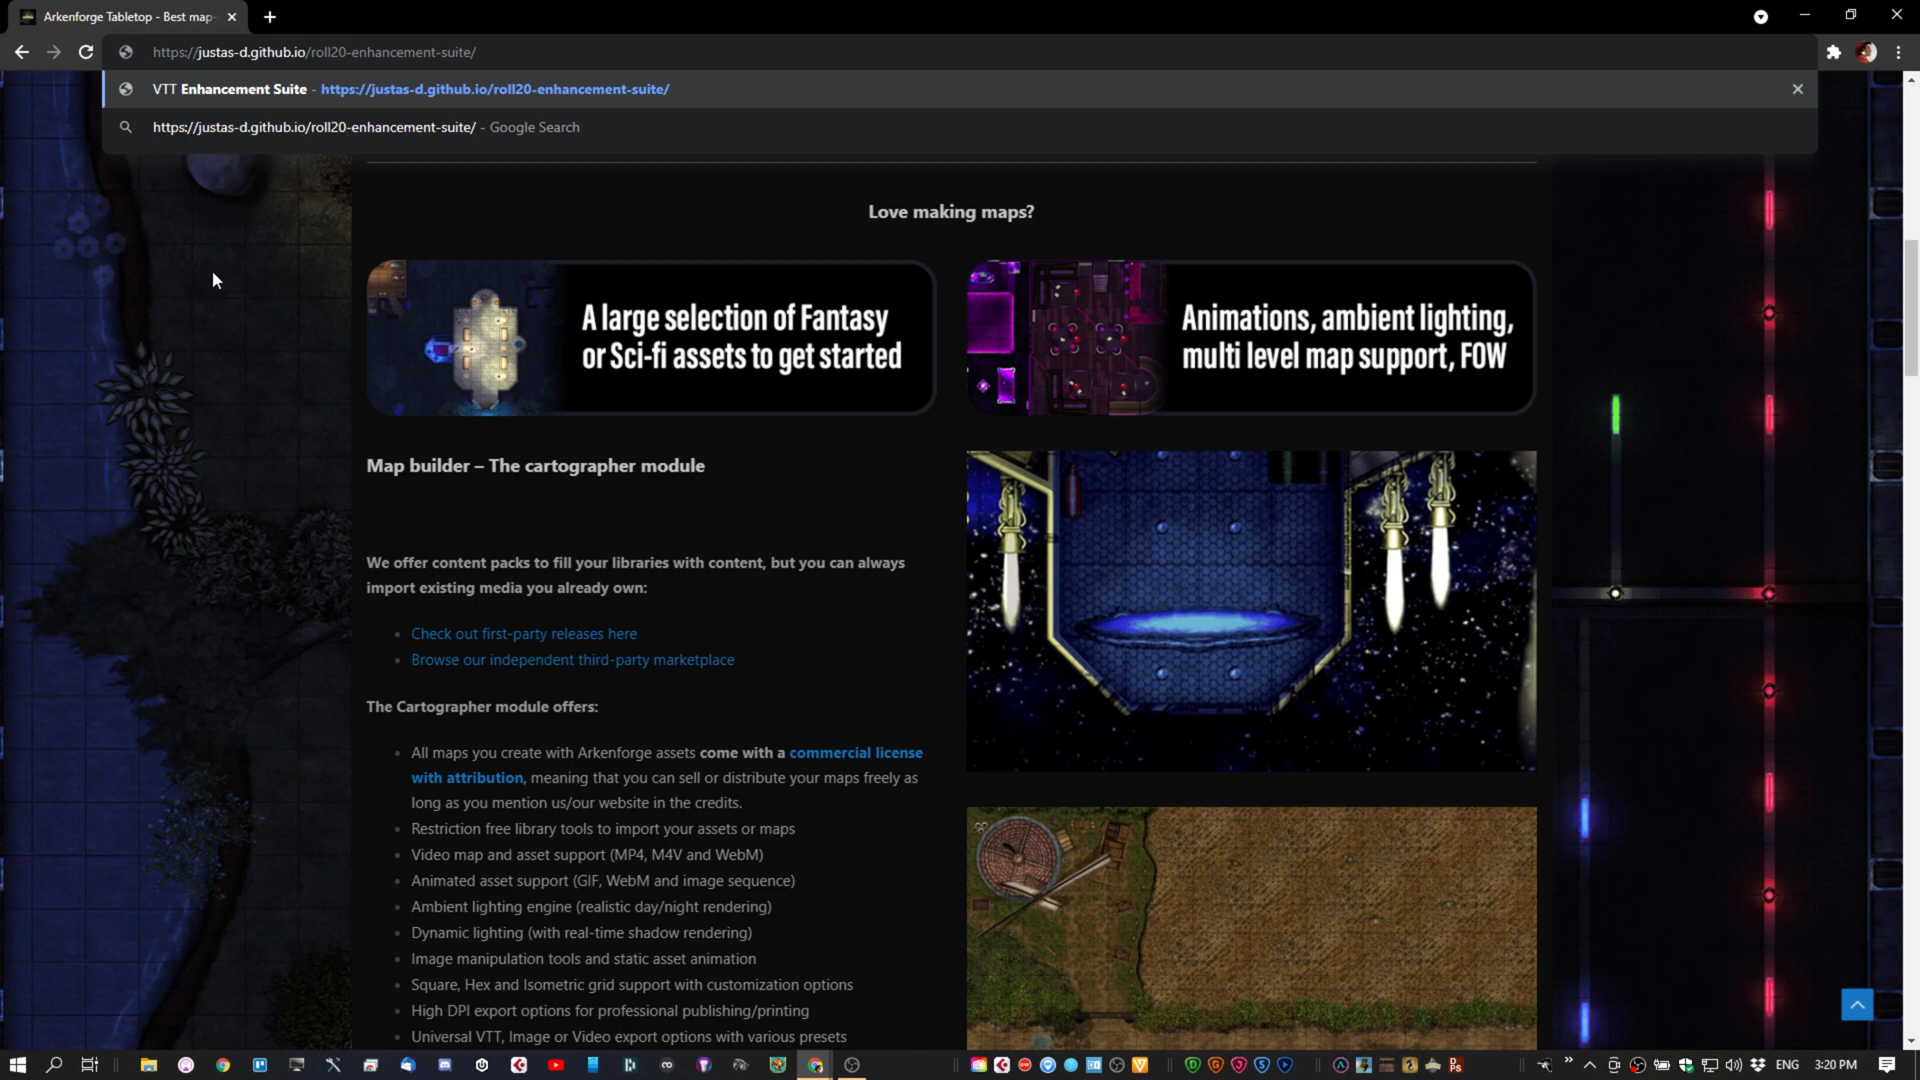 Arkenforge Tabletop - Best map-
https://justas-d.github.io/roll20-enhancement-suite/
VTT Enhancement Suite - https://justas-d.github.io/roll20-enhancement-suite/
https://justas-d.github.io/roll20-enhancement-suite/ - Google Search
Love making maps?
A large selection of Fantasy
or Sci-fi assets to get started
Animations, ambient lighting,
multi level map support, FOW
Map builder – The cartographer module
We offer content packs to fill your libraries with content, but you can always
import existing media you already own:
Check out first-party releases here
Browse our independent third-party marketplace
The Cartographer module offers:
All maps you create with Arkenforge assets come with a commercial license
with attribution, meaning that you can sell or distribute your maps freely as
long as you mention us/our website in the credits.
Restriction free library tools to import your assets or maps
Video map and asset support (MP4, M4V and WebM)
Animated asset support (GIF, WebM and image sequence)
Ambient lighting engine (realistic day/night rendering)
Dynamic lighting (with real-time shadow rendering)
Image manipulation tools and static asset animation
Square, Hex and Isometric grid support with customization options
High DPI export options for professional publishing/printing
Universal VTT, Image or Video export options with various presets
ENG
3:20 PM